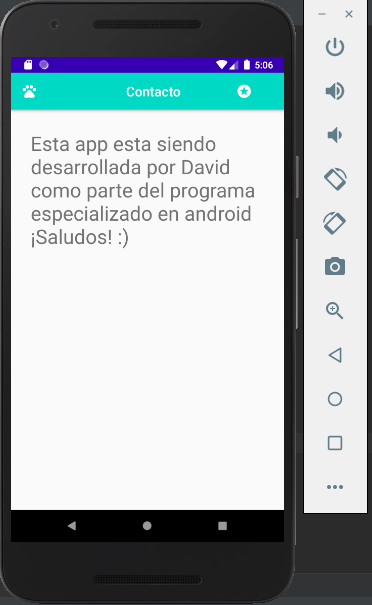 5:06
Contacto
Esta app esta siendo
desarrollada por David
como parte del programa
especializado en android
¡Saludos! :)